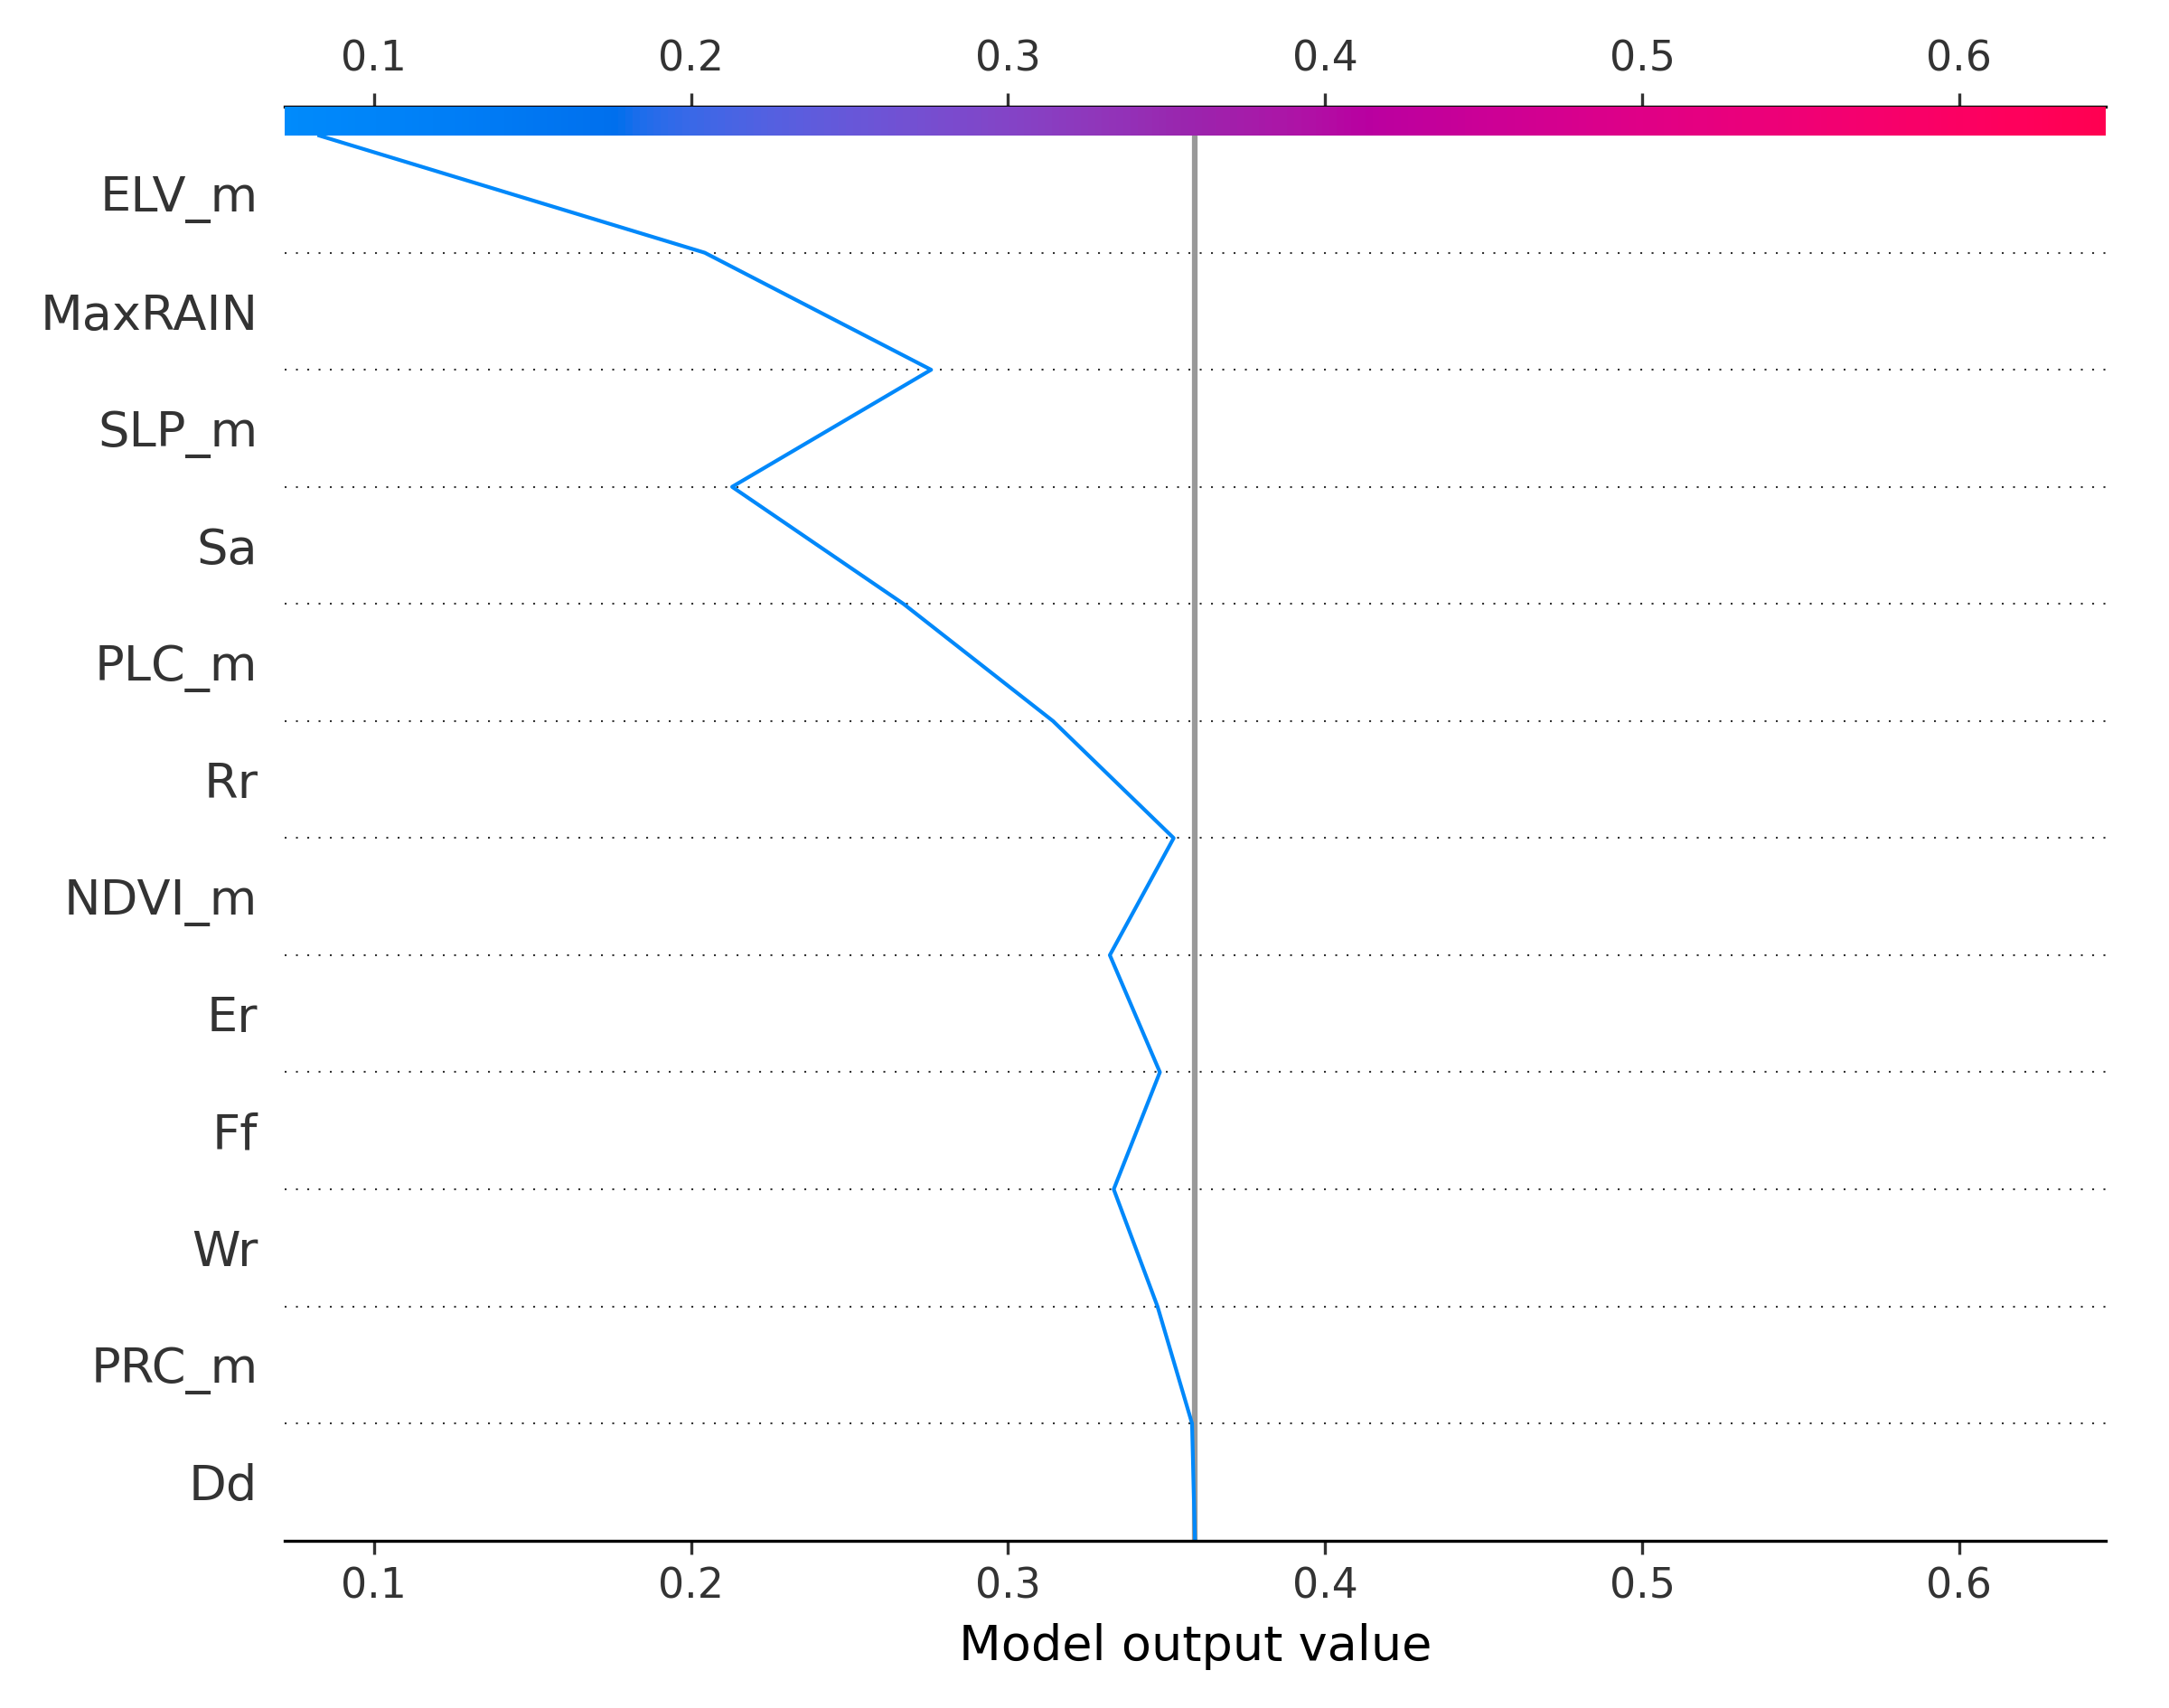 0.1 0.2 0.3 0.4 0.5 0.6
ELV_m
MaxRAIN
SLP_m
Sa
PLC_m
Rr
NDVI_m
Er
Ff
Wr
PRC_m
Dd
0.1 0.2 0.3 0.4 0.5 0.6
Model output value